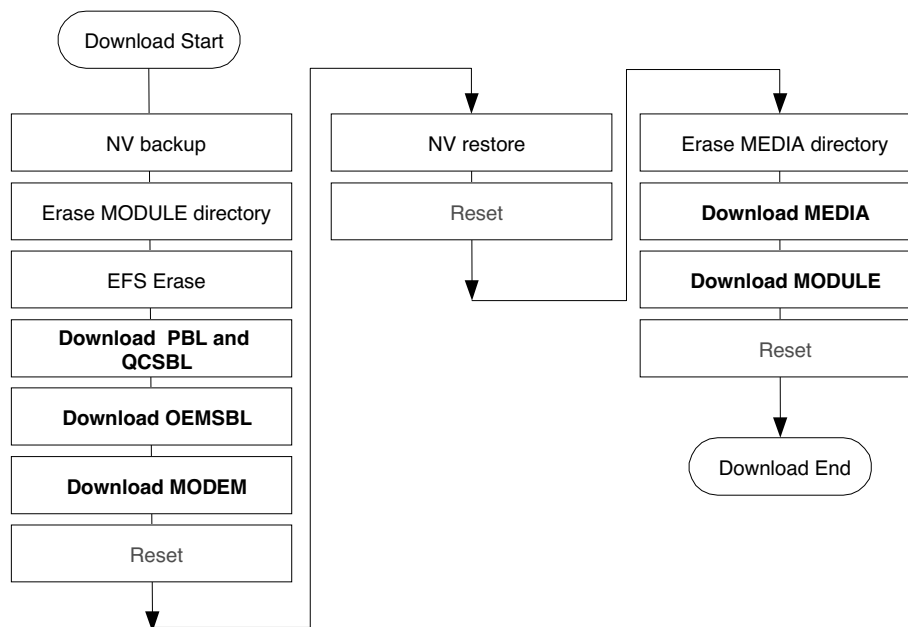 Download Start
NV backup
Erase MODULE directory
EFS Erase
Download PBL and
QCSBL
Download OEMSBL
Download MODEM
Reset
NV restore
Reset
Erase MEDIA directory
Download MEDIA
Download MODULE
Reset
Download End